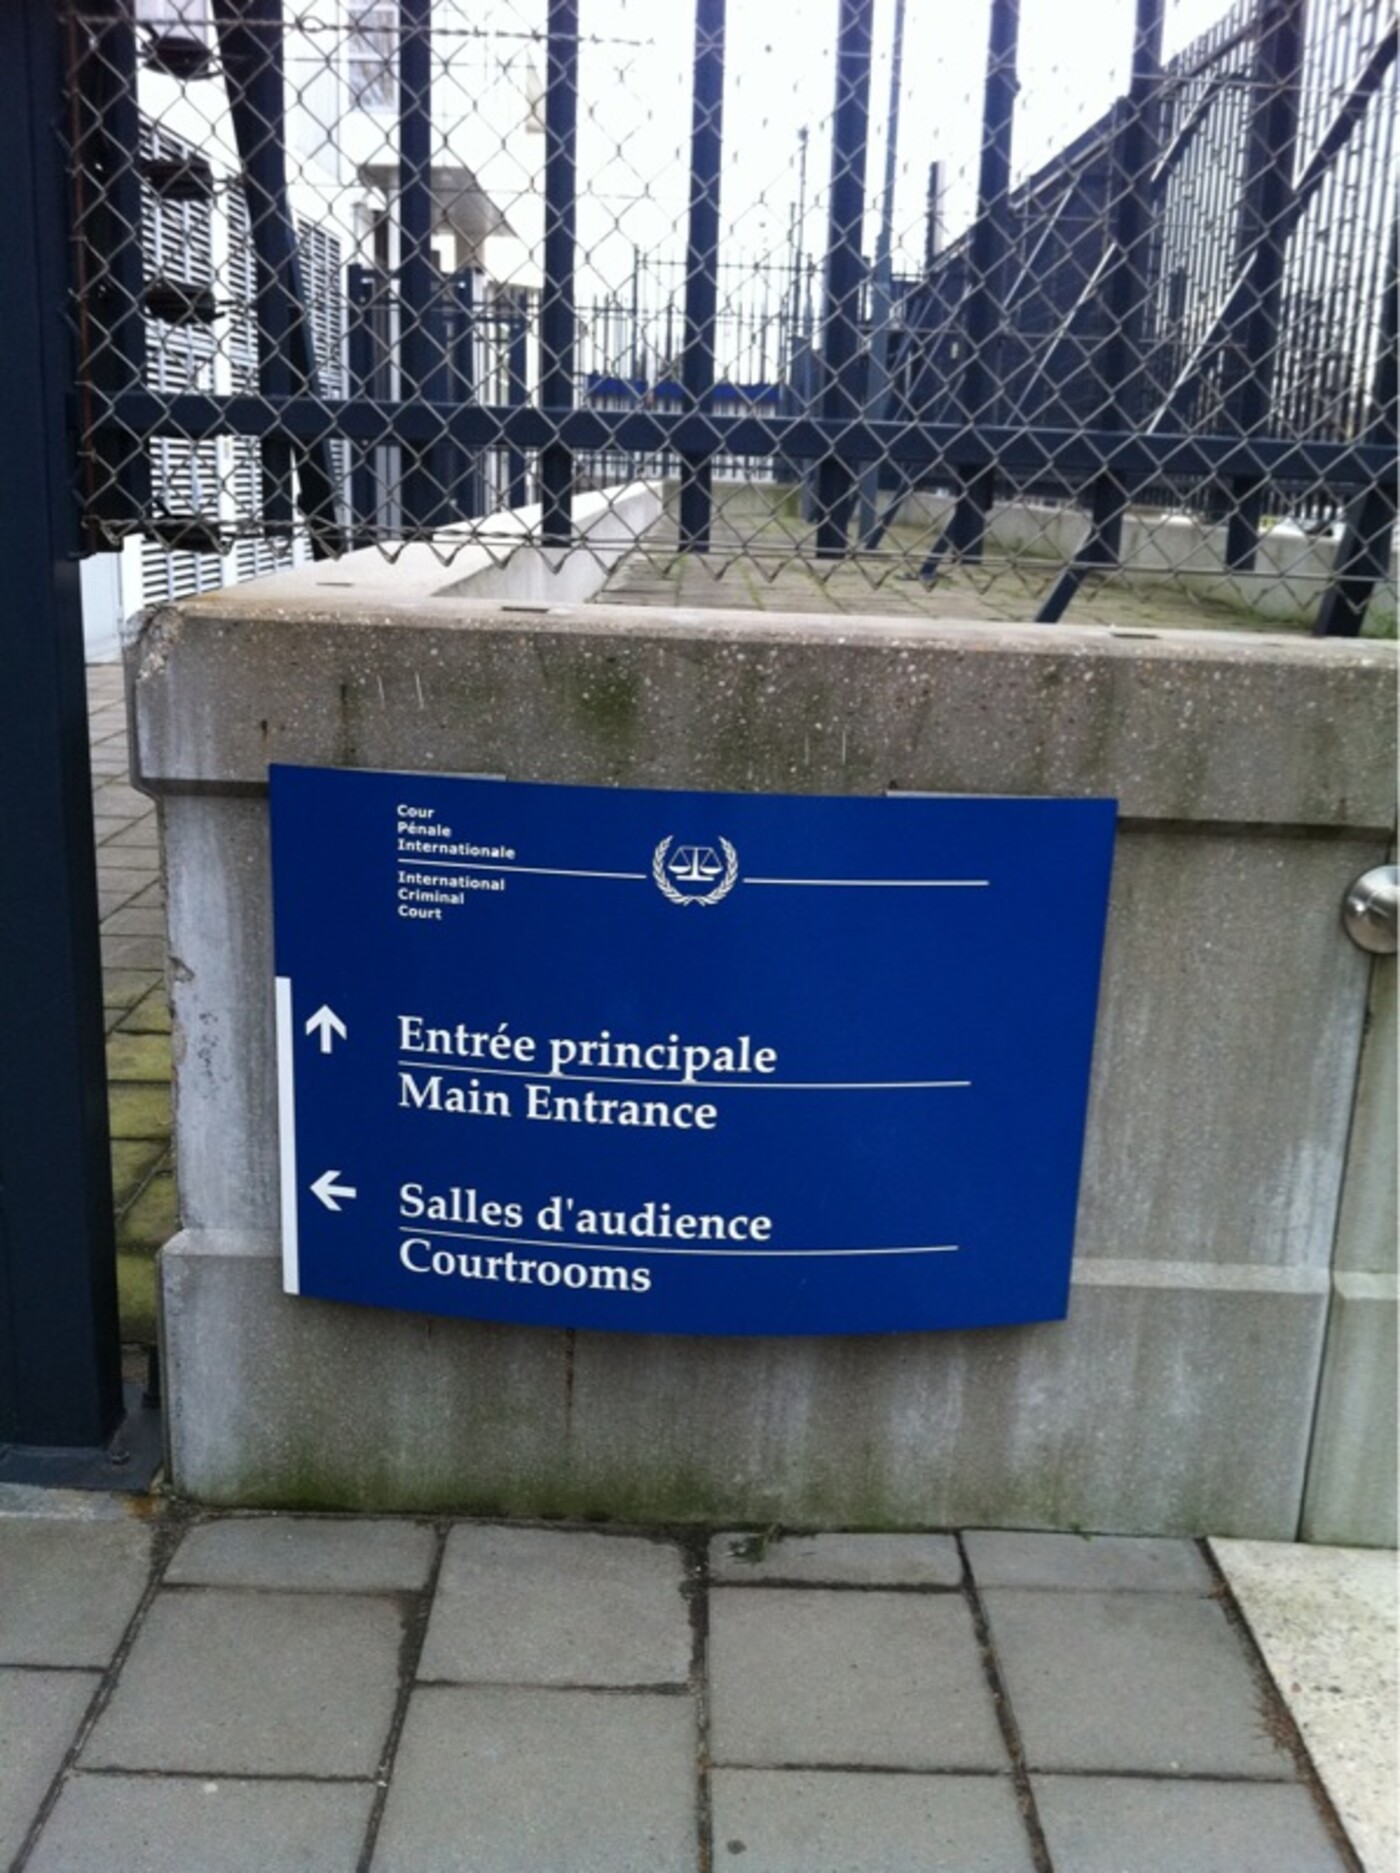 Cour
Pénale
Internationale
International
Criminal
Court
Entrée principale
Main Entrance
Salles d'audience
Courtrooms